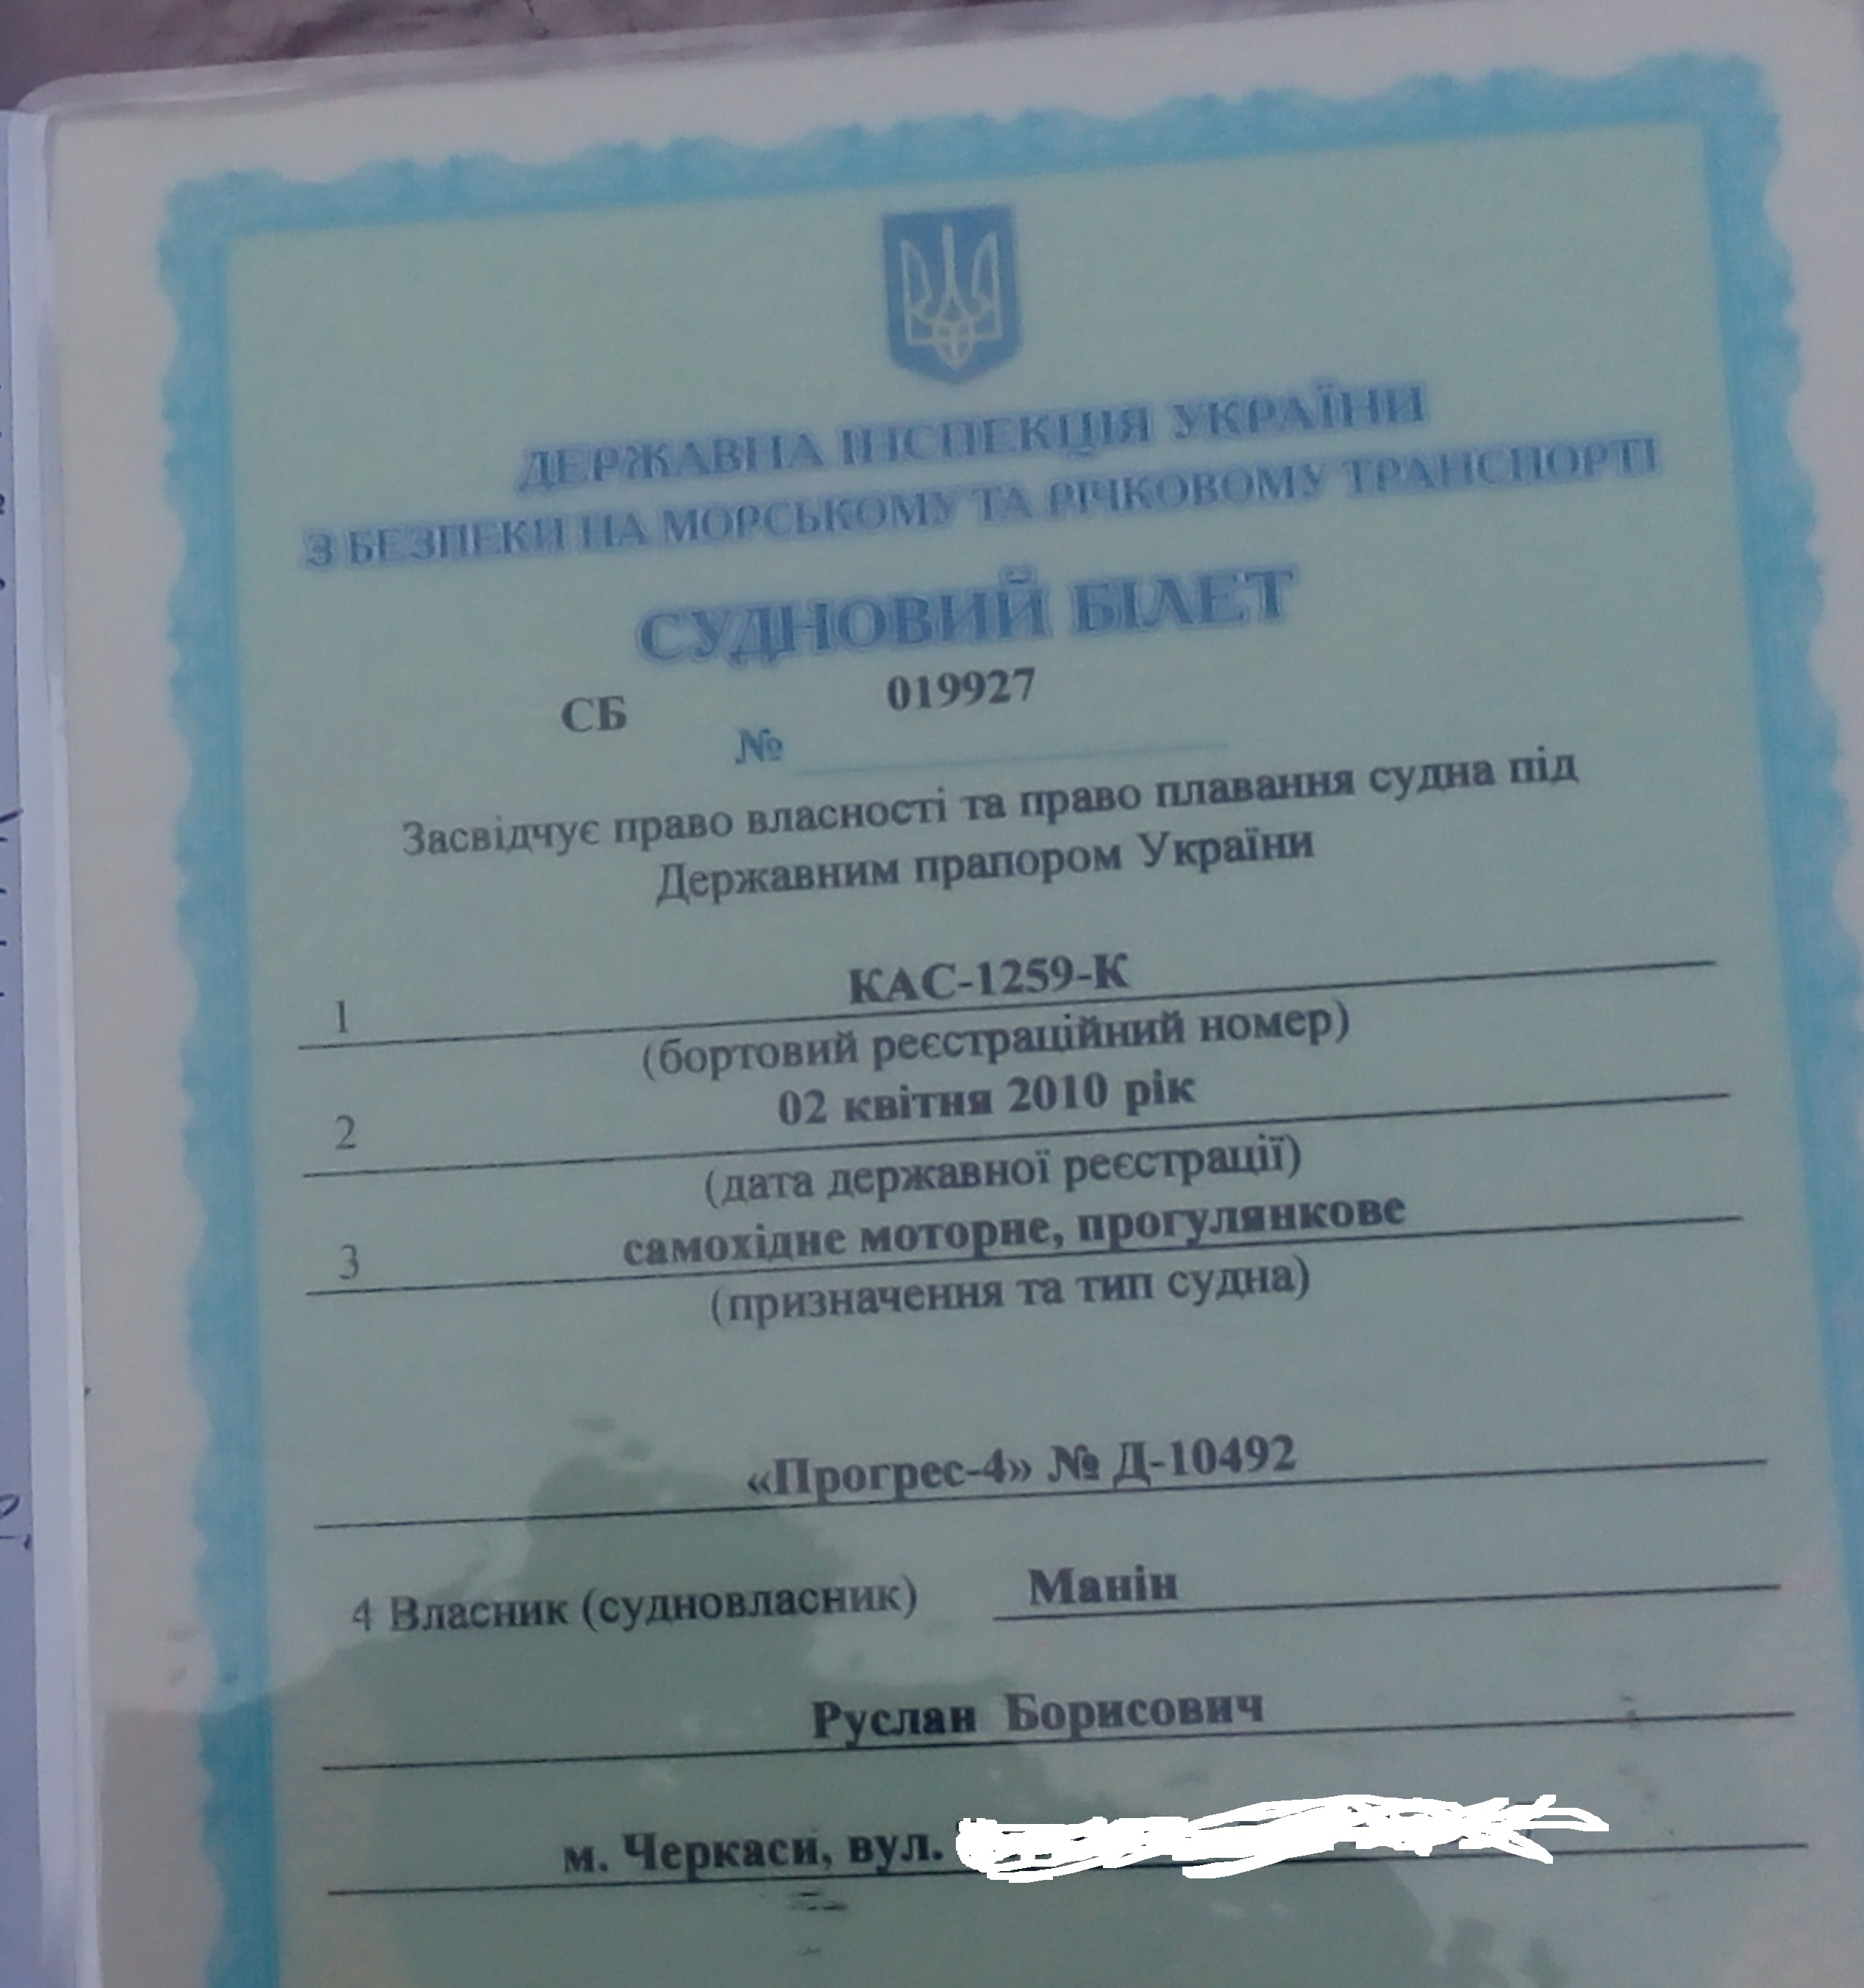 ДЕРЖАВНА ІНСПЕКЦІЯ УКРАЇНИ
З БЕЗПЕКИ НА МОРСЬКОМУ ТА РІЧКОВОМУ ТРАНСПОРТІ
СУДНОВИЙ БІЛЕТ
СБ № 019927
Засвідчує право власності та право плавання судна під
Державним прапором України
1 КАС-1259-К
(бортовий реєстраційний номер)
2 02 квітня 2010 рік
(дата державної реєстрації)
3 самохідне моторне, прогулянкове
(призначення та тип судна)
«Прогрес-4» № Д-10492
4 Власник (судновласник) Манін
Руслан Борисович
м. Черкаси, вул.